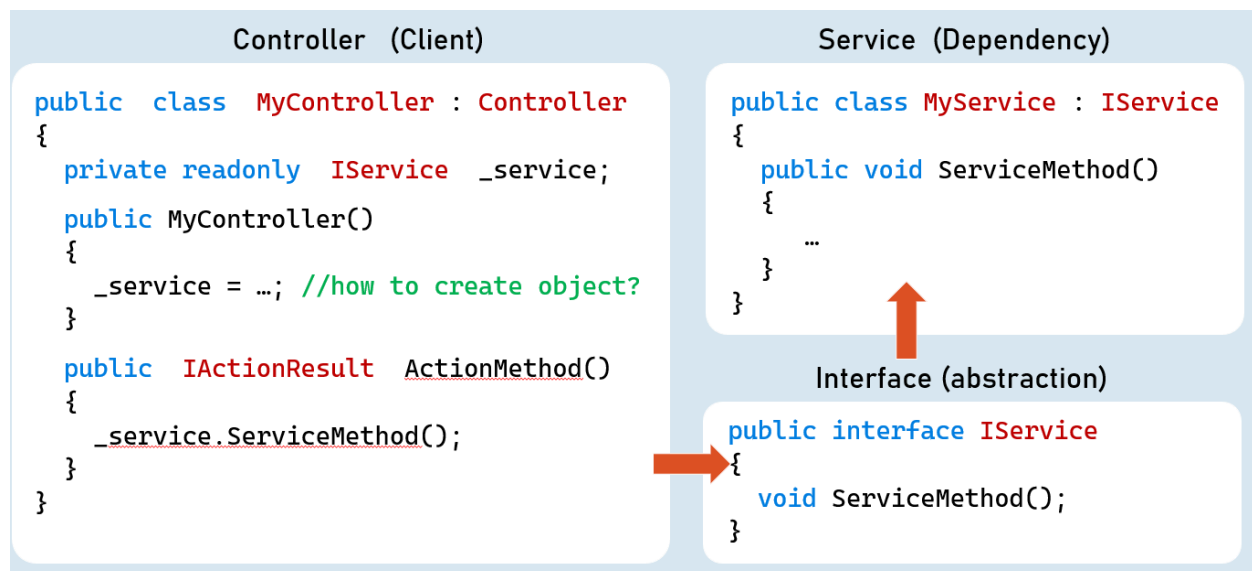 Controller (Client)
public class MyController : Controller
{
private readonly IService _service;
public MyController()
{
_service = …; //how to create object?
}
public IActionResult ActionMethod()
{
_service.ServiceMethod();
}
}
Service (Dependency)
public class MyService : IService
{
public void ServiceMethod()
{
…
}
}
Interface (abstraction)
public interface IService
{
void ServiceMethod();
}